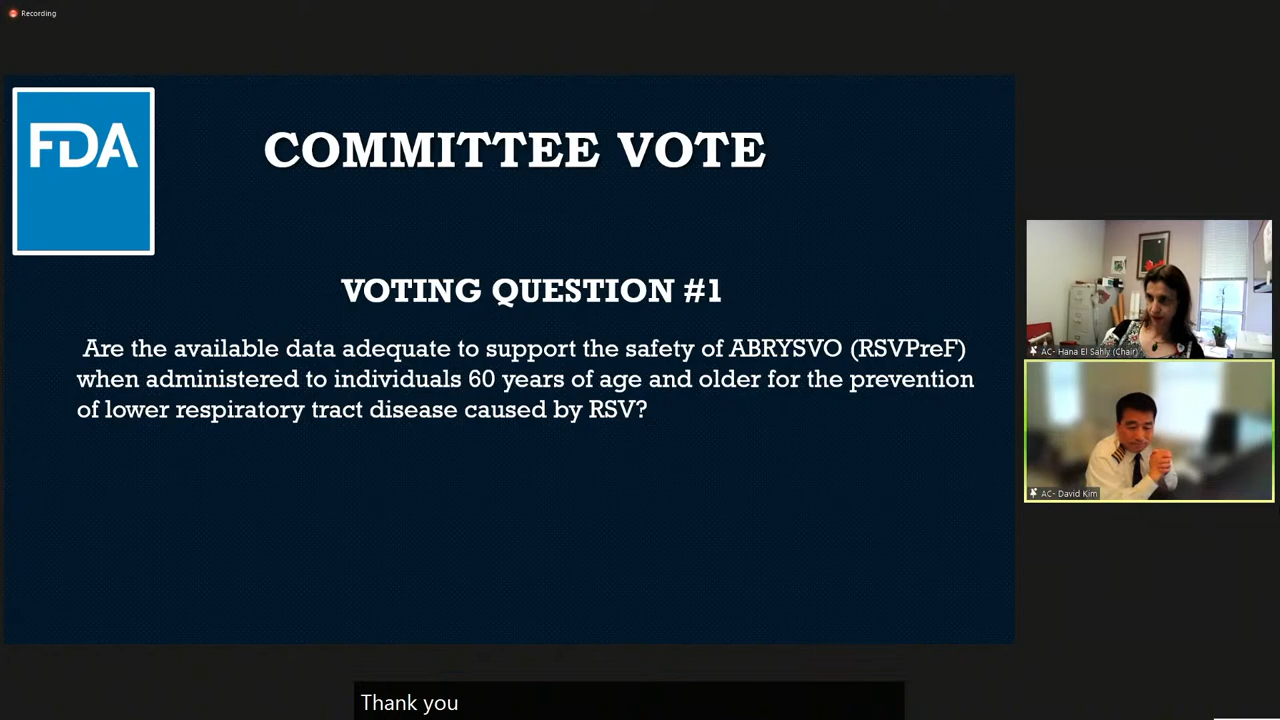 Recording
FDA
COMMITTEE VOTE
VOTING QUESTION #1
Are the available data adequate to support the safety of ABRYSVO (RSVPreF)
when administered to individuals 60 years of age and older for the prevention
of lower respiratory tract disease caused by RSV?
AC- Hana El Sahly (Chair)
AC- David Kim
Thank you